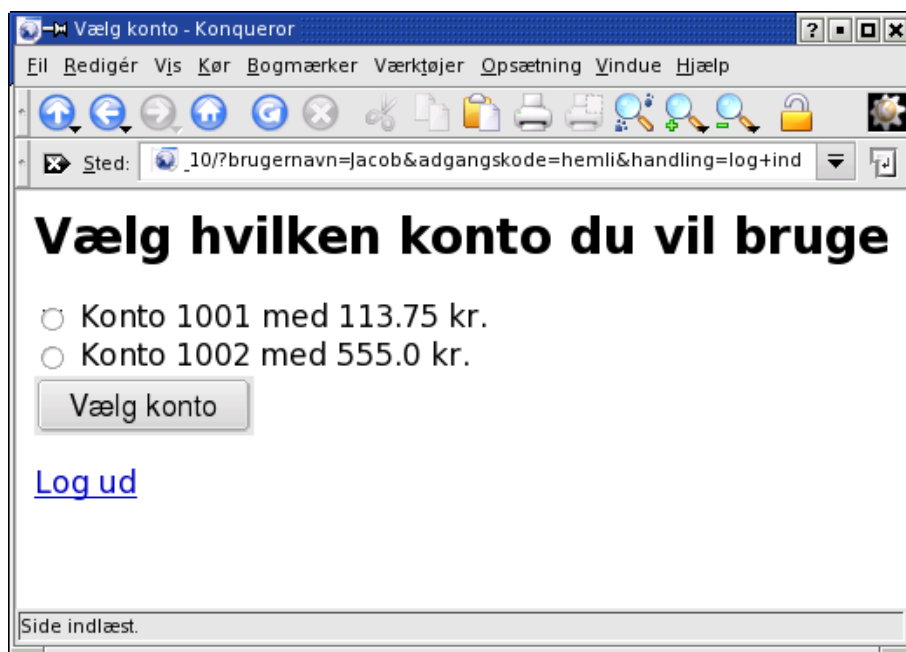 Vælg konto - Konqueror
Fil Redigér Vis Kør Bogmærker Værktøjer Opsætning Vindue Hjælp
Sted: _10/?brugernavn=Jacob&adgangskode=hemli&handling=log+ind
Vælg hvilken konto du vil bruge
Konto 1001 med 113.75 kr.
Konto 1002 med 555.0 kr.
Vælg konto
Log ud
Side indlæst.